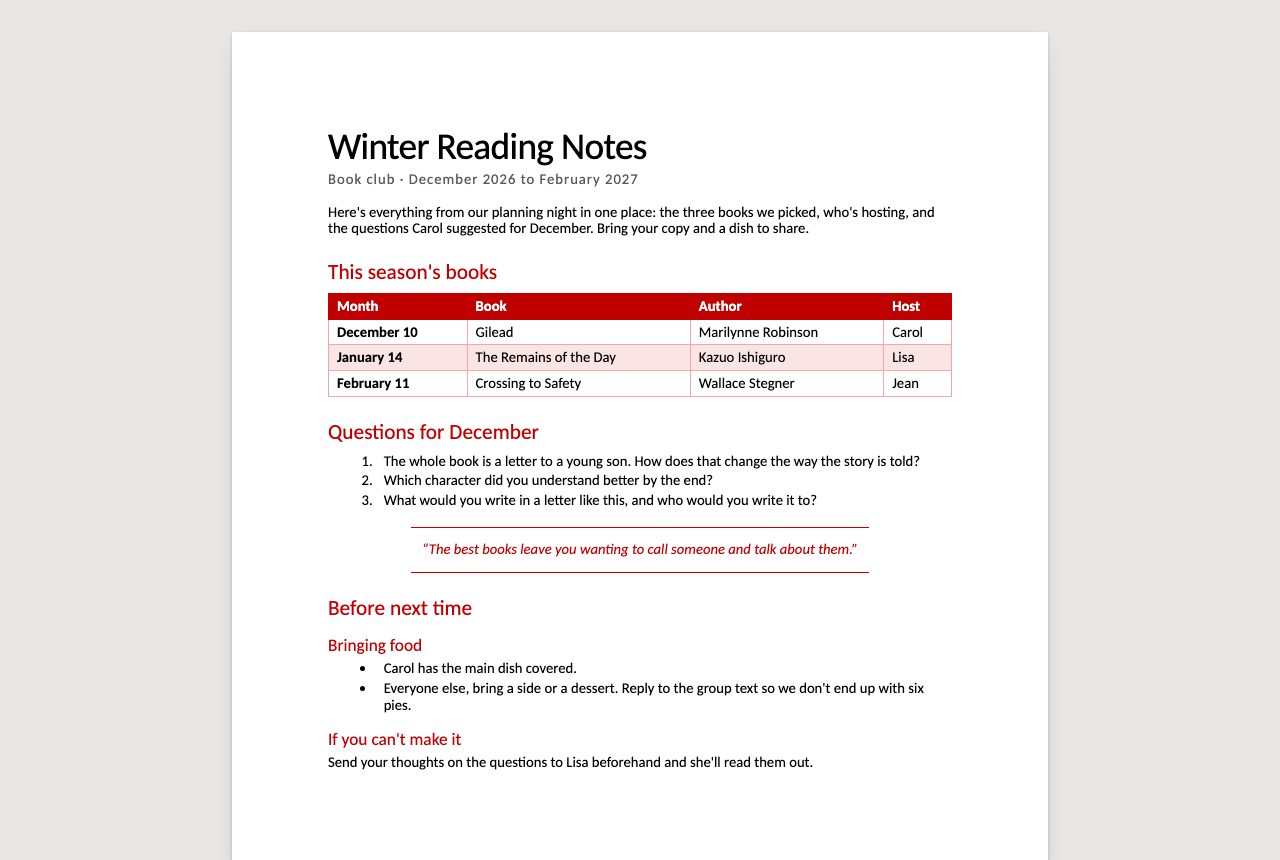 Winter Reading Notes
Book club · December 2026 to February 2027
Here's everything from our planning night in one place: the three books we picked, who's hosting, and
the questions Carol suggested for December. Bring your copy and a dish to share.
This season's books
Month Book Author Host
December 10 Gilead Marilynne Robinson Carol
January 14 The Remains of the Day Kazuo Ishiguro Lisa
February 11 Crossing to Safety Wallace Stegner Jean
Questions for December
1. The whole book is a letter to a young son. How does that change the way the story is told?
2. Which character did you understand better by the end?
3. What would you write in a letter like this, and who would you write it to?
“The best books leave you wanting to call someone and talk about them.”
Before next time
Bringing food
• Carol has the main dish covered.
• Everyone else, bring a side or a dessert. Reply to the group text so we don't end up with six
pies.
If you can't make it
Send your thoughts on the questions to Lisa beforehand and she'll read them out.